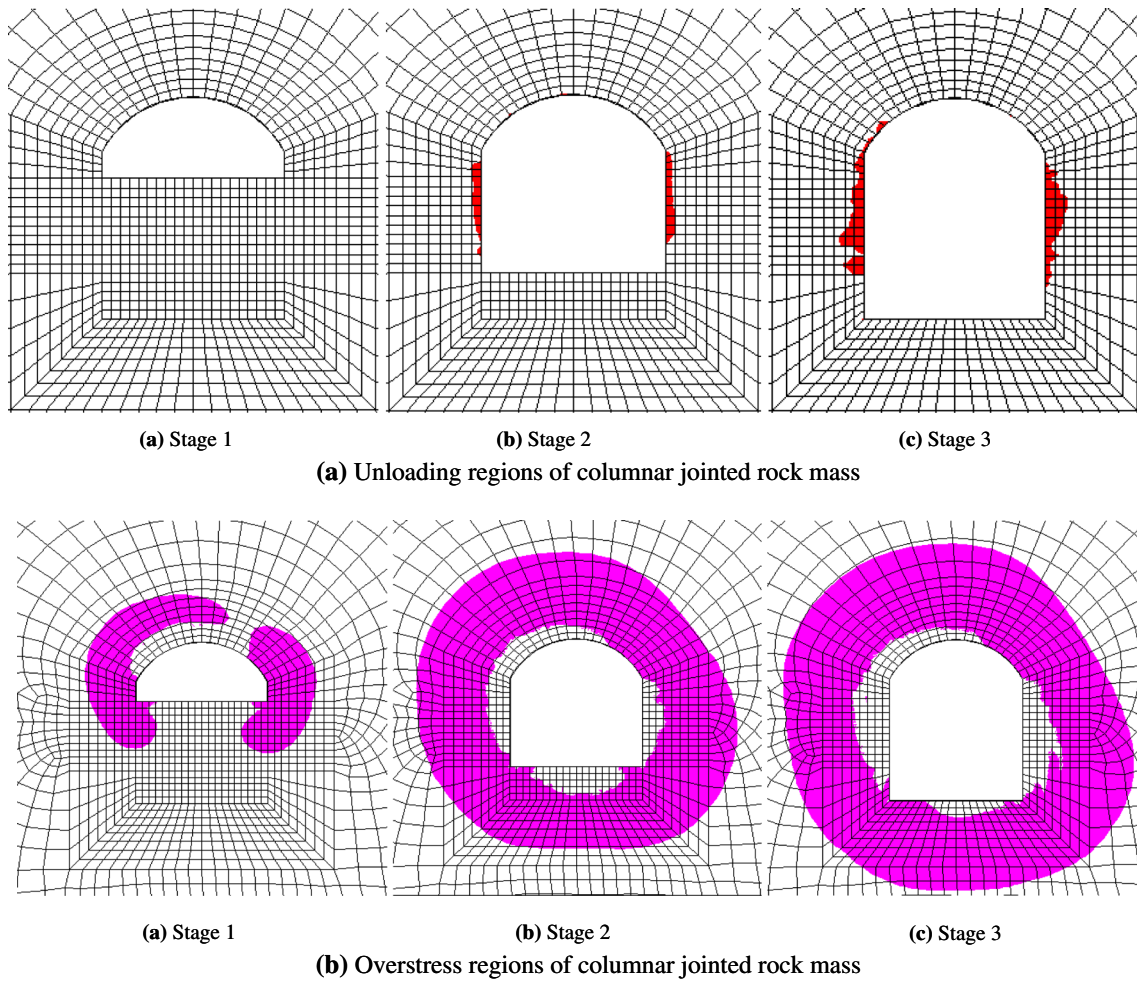 (a) Stage 1
(b) Stage 2
(c) Stage 3
(a) Unloading regions of columnar jointed rock mass
(a) Stage 1
(b) Stage 2
(c) Stage 3
(b) Overstress regions of columnar jointed rock mass